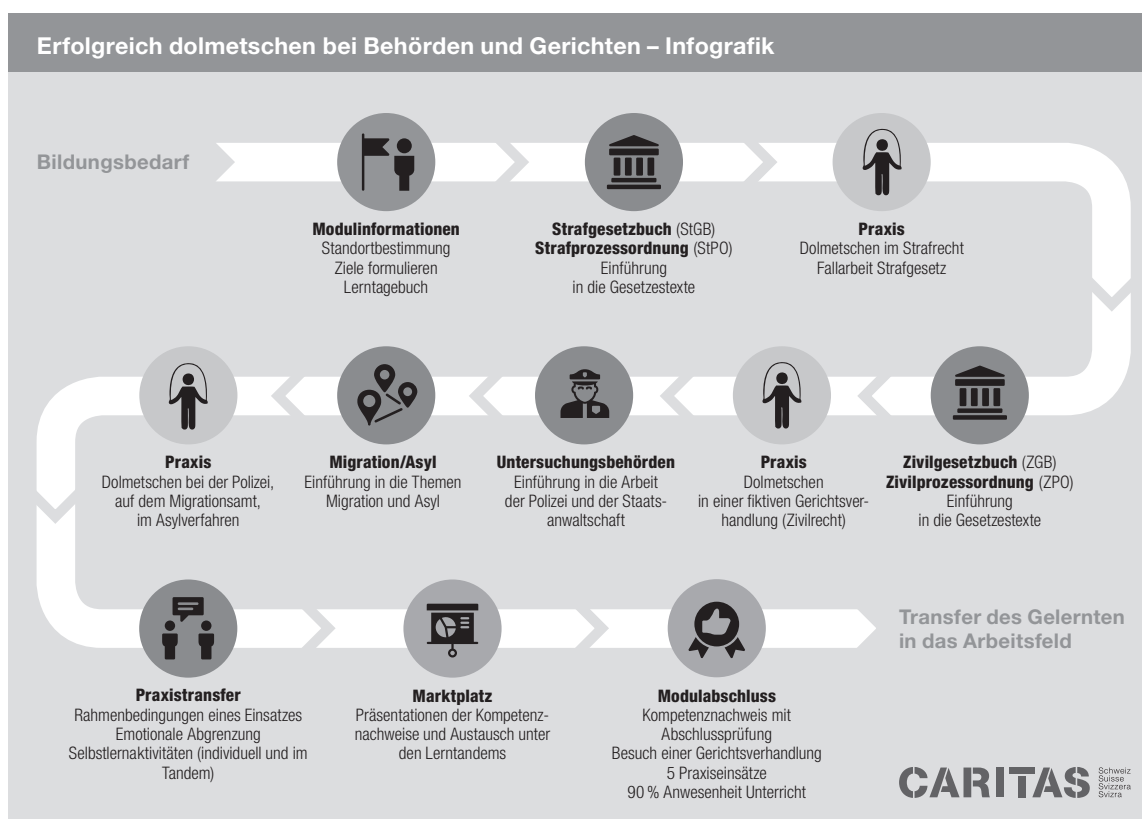 Erfolgreich dolmetschen bei Behörden und Gerichten – Infografik
Bildungsbedarf
Modulinformationen
Standortbestimmung
Ziele formulieren
Lerntagebuch
Strafgesetzbuch (StGB)
Strafprozessordnung (StPO)
Einführung
in die Gesetzestexte
Praxis
Dolmetschen im Strafrecht
Fallarbeit Strafgesetz
Zivilgesetzbuch (ZGB)
Zivilprozessordnung (ZPO)
Einführung
in die Gesetzestexte
Praxis
Dolmetschen
in einer fiktiven Gerichtsver-
handlung (Zivilrecht)
Untersuchungsbehörden
Einführung in die Arbeit
der Polizei und der Staats-
anwaltschaft
Migration/Asyl
Einführung in die Themen
Migration und Asyl
Praxis
Dolmetschen bei der Polizei,
auf dem Migrationsamt,
im Asylverfahren
Praxistransfer
Rahmenbedingungen eines Einsatzes
Emotionale Abgrenzung
Selbstlernaktivitäten (individuell und im
Tandem)
Marktplatz
Präsentationen der Kompetenz-
nachweise und Austausch unter
den Lerntandems
Modulabschluss
Kompetenznachweis mit
Abschlussprüfung
Besuch einer Gerichtsverhandlung
5 Praxiseinsätze
90 % Anwesenheit Unterricht
Transfer des Gelernten
in das Arbeitsfeld
CARITAS
Schweiz
Suisse
Svizzera
Svizra